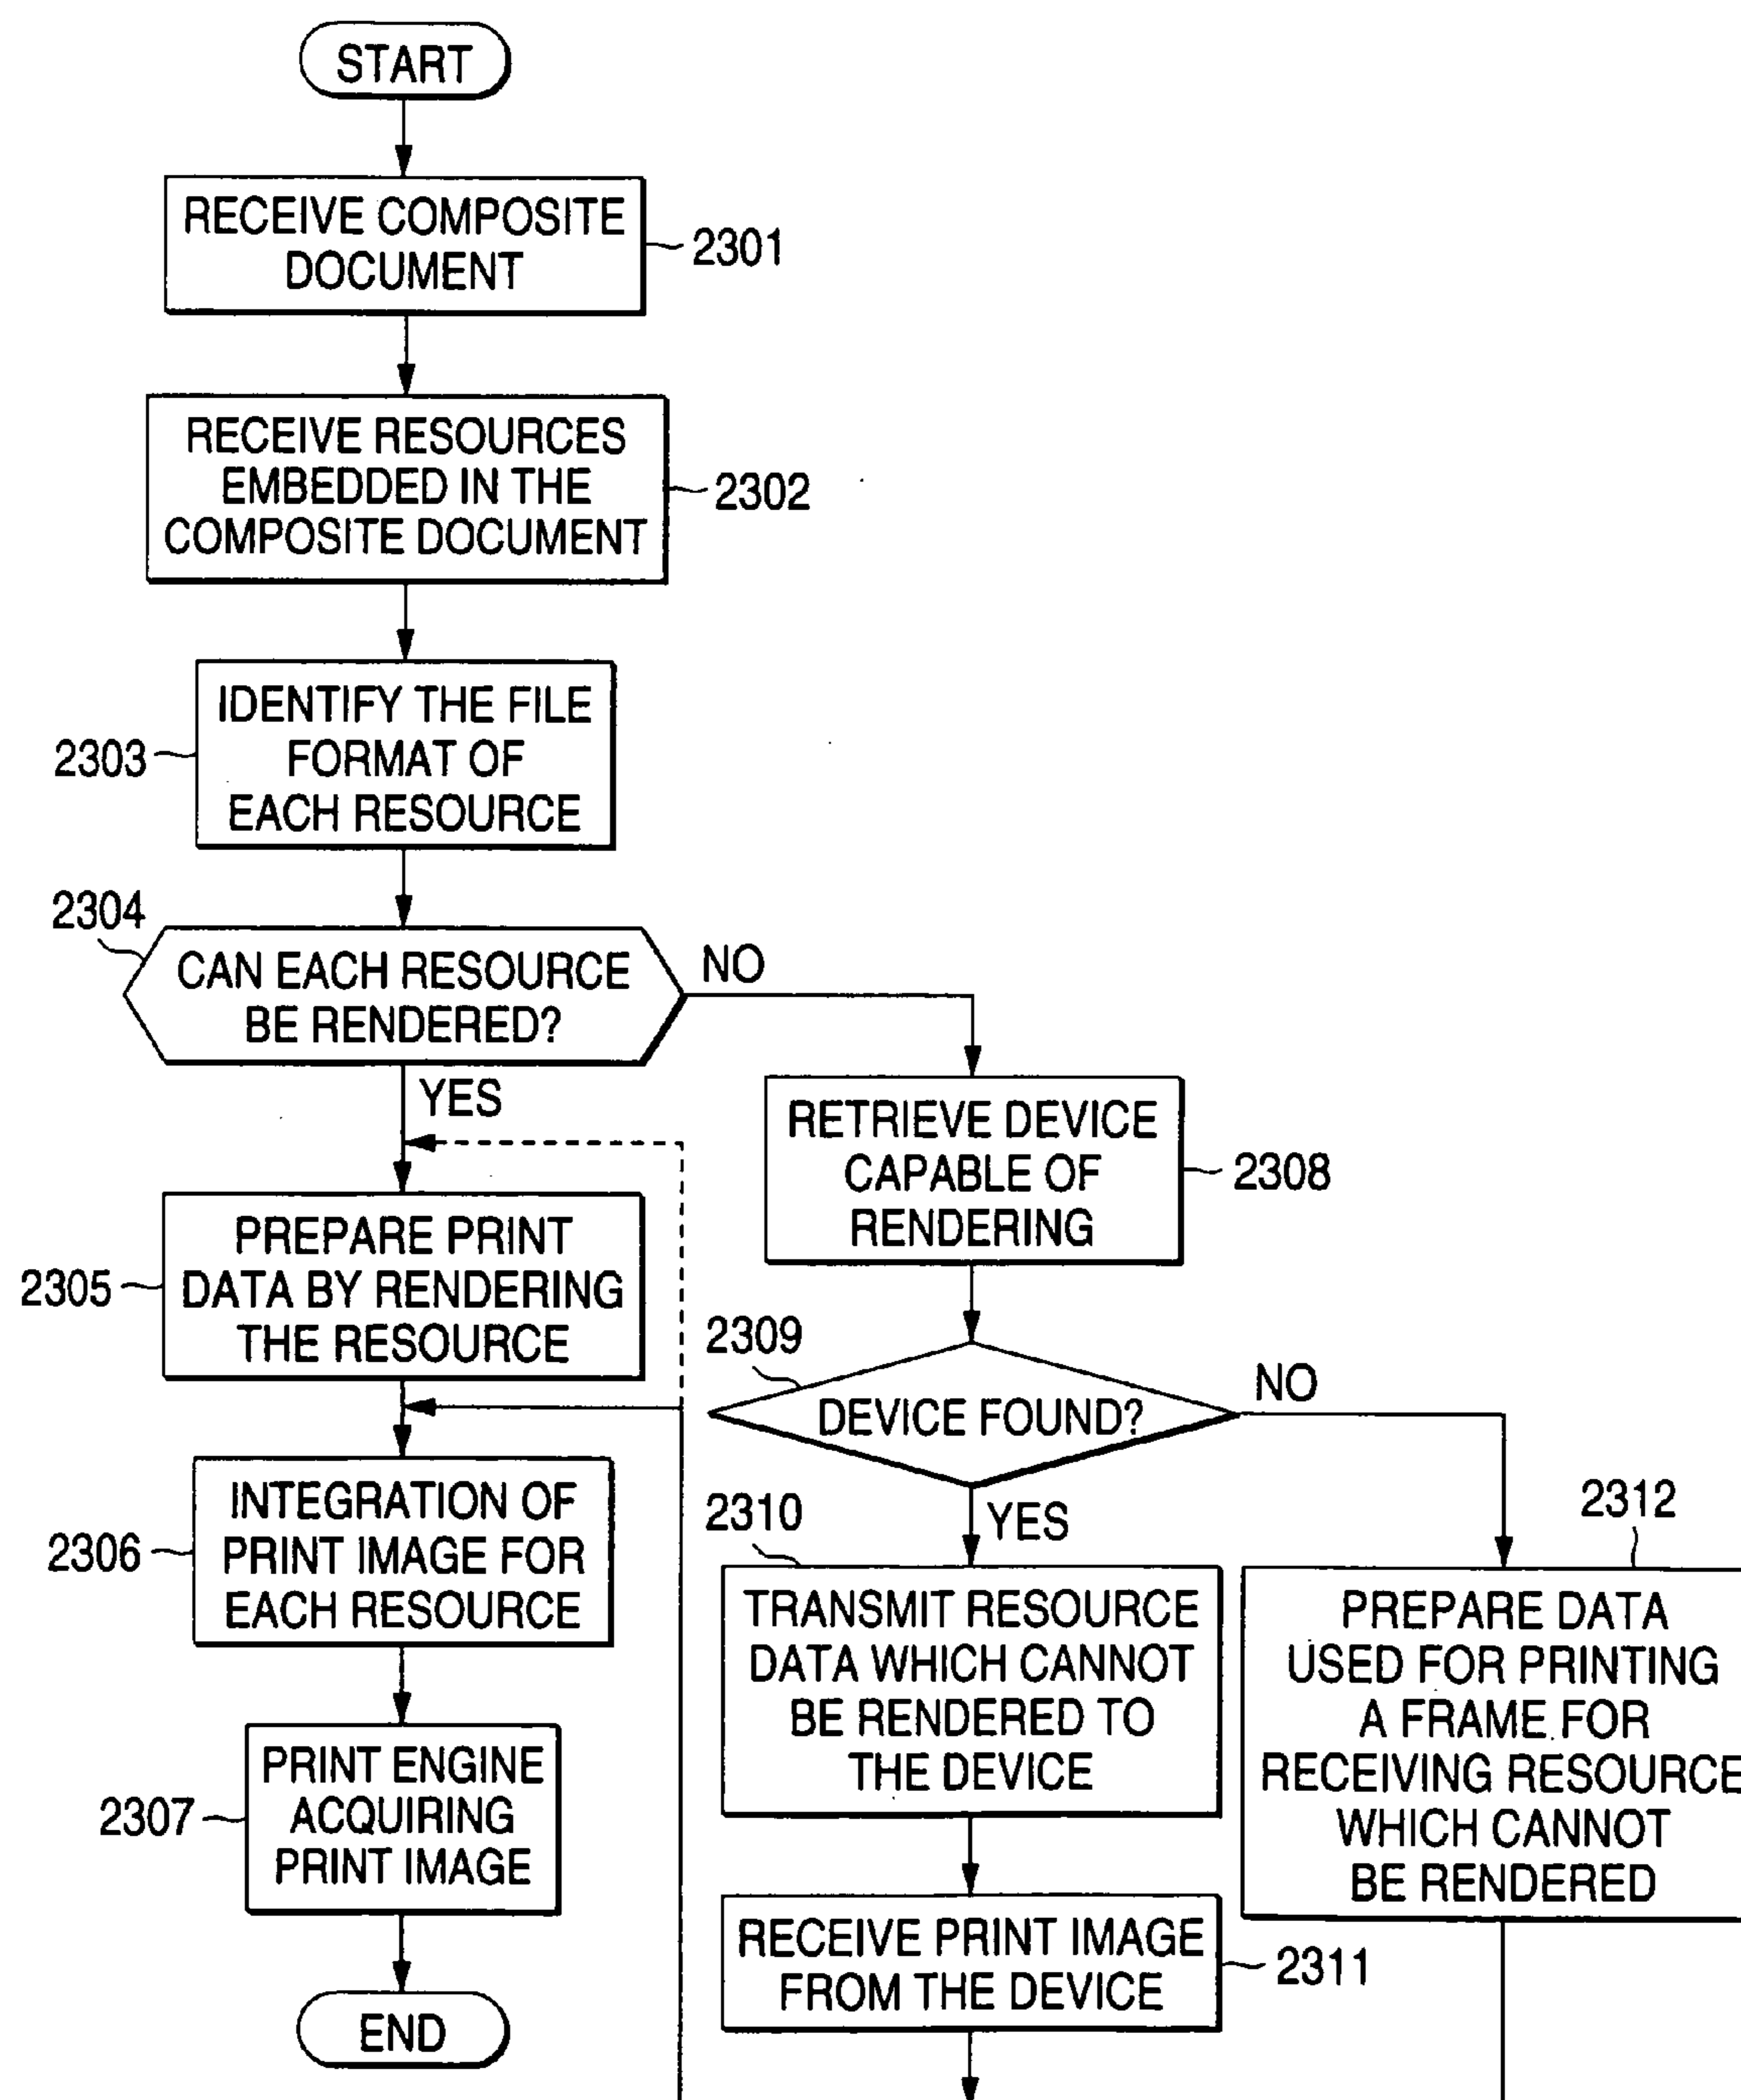 START
RECEIVE COMPOSITE
DOCUMENT
2301
RECEIVE RESOURCES
EMBEDDED IN THE
COMPOSITE DOCUMENT
2302
IDENTIFY THE FILE
FORMAT OF
EACH RESOURCE
2303
2304
CAN EACH RESOURCE
BE RENDERED?
NO
YES
PREPARE PRINT
DATA BY RENDERING
THE RESOURCE
2305
INTEGRATION OF
PRINT IMAGE FOR
EACH RESOURCE
2306
PRINT ENGINE
ACQUIRING
PRINT IMAGE
2307
END
RETRIEVE DEVICE
CAPABLE OF
RENDERING
2308
2309
DEVICE FOUND?
NO
YES
2310
TRANSMIT RESOURCE
DATA WHICH CANNOT
BE RENDERED TO
THE DEVICE
RECEIVE PRINT IMAGE
FROM THE DEVICE
2311
2312
PREPARE DATA
USED FOR PRINTING
A FRAME FOR
RECEIVING RESOURCE
WHICH CANNOT
BE RENDERED